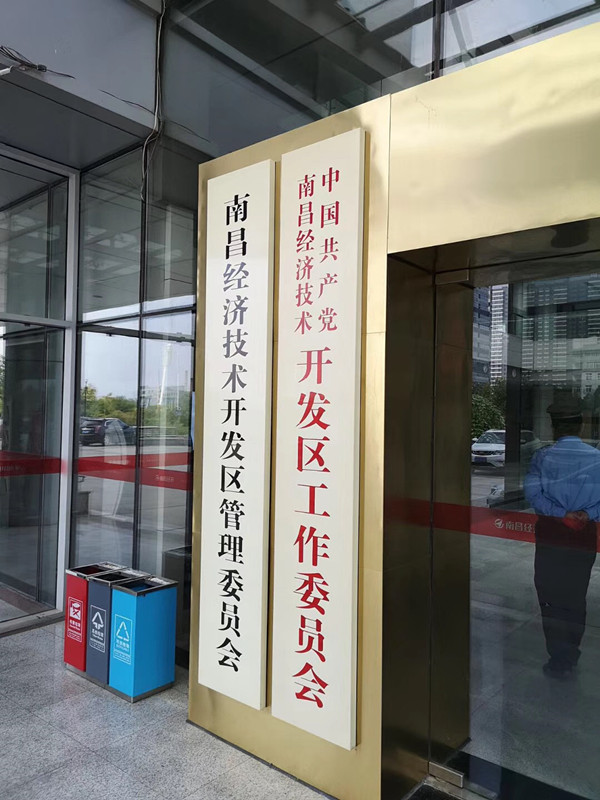 中国共产党
南昌经济技术
开发区工作委员会
南昌经济技术开发区管理委员会